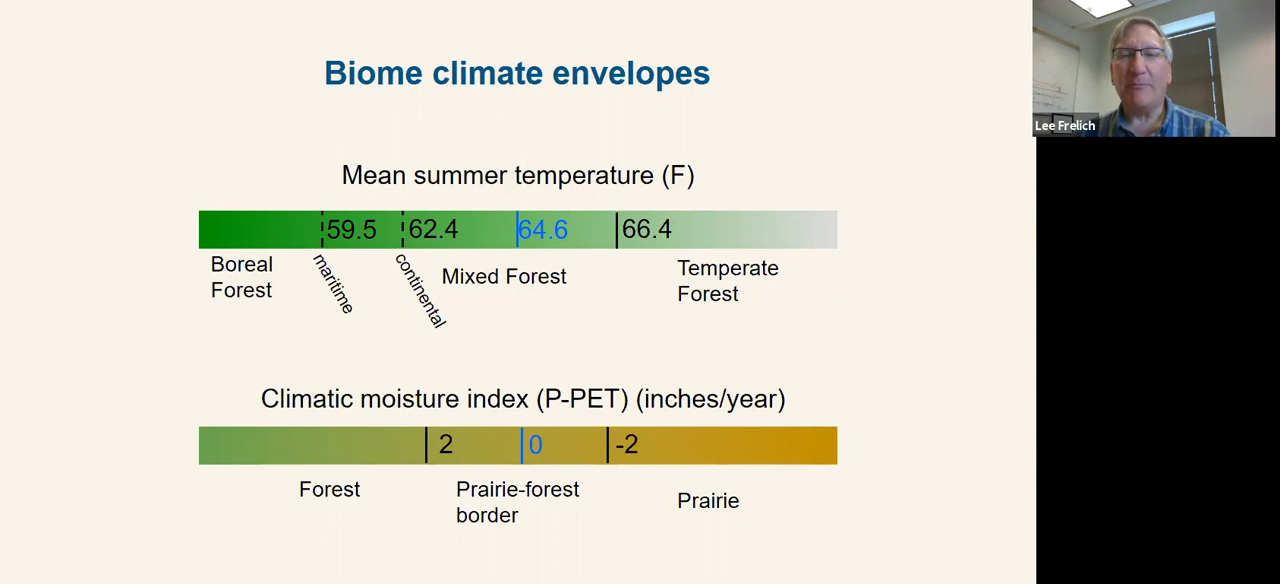 Biome climate envelopes
Lee Frelich
Mean summer temperature (F)
59.5 62.4 64.6 66.4
Boreal
Forest
maritime
continental
Mixed Forest
Temperate
Forest
Climatic moisture index (P-PET) (inches/year)
2 0 -2
Forest
Prairie-forest
border
Prairie